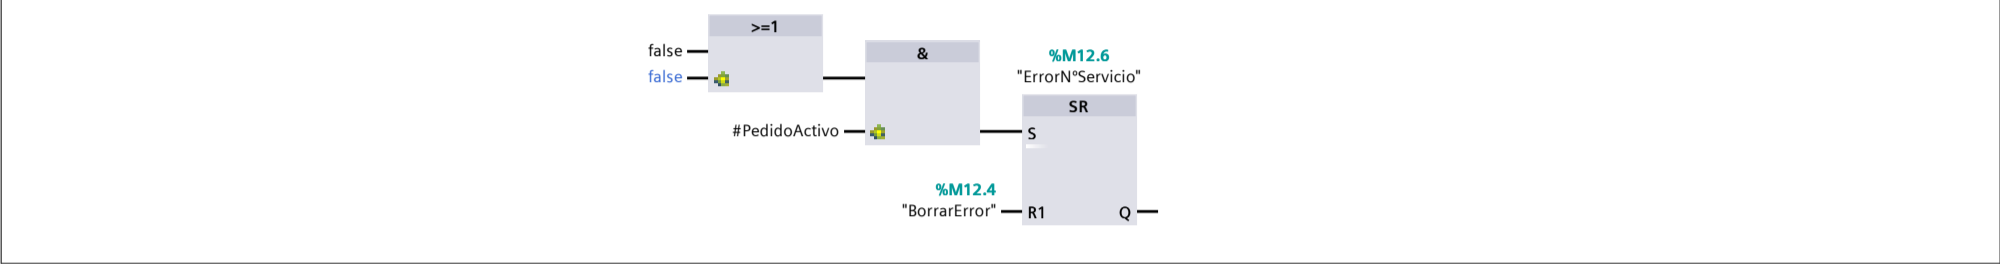 >=1
false
false
&
#PedidoActivo
%M12.6
"ErrorNºServicio"
SR
S
%M12.4
"BorrarError"
R1
Q